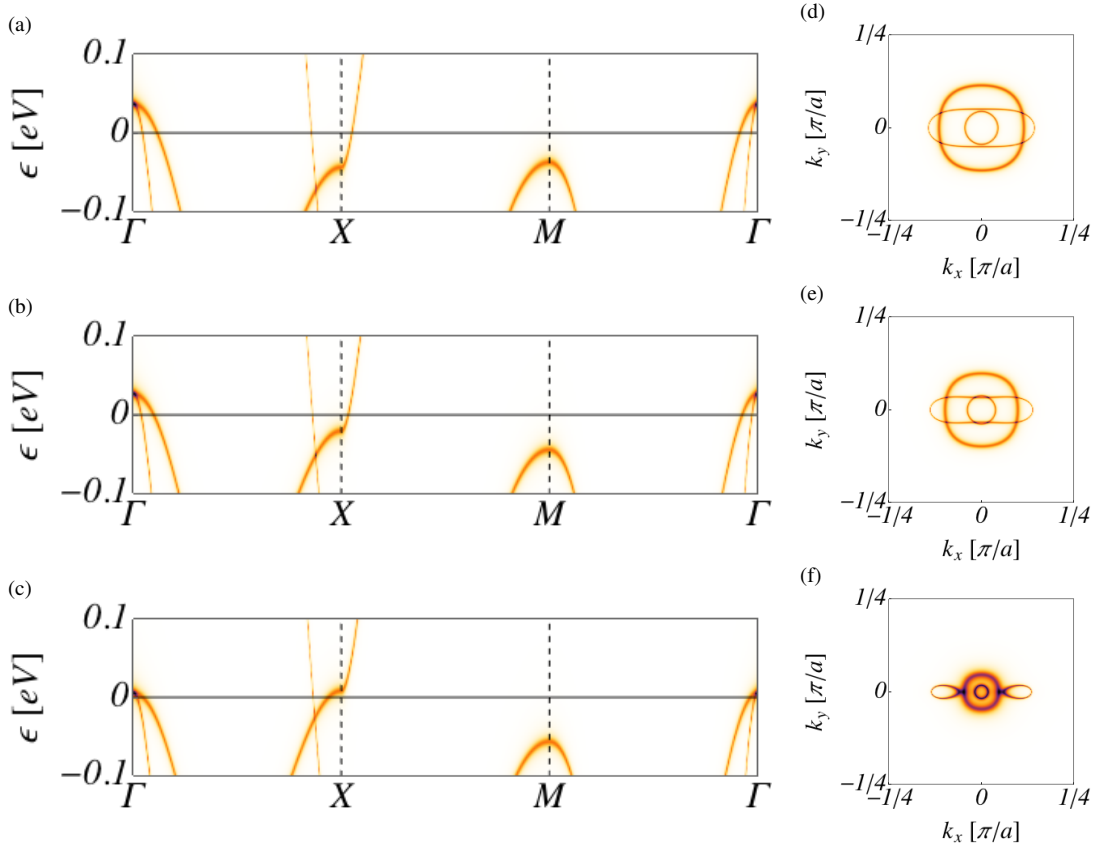 (a)
0.1
0
−0.1
ϵ [eV]
Γ
X
M
Γ
(d)
1/4
0
−1/4
k_y [π/a]
−1/4
0
1/4
k_x [π/a]
(b)
0.1
0
−0.1
ϵ [eV]
Γ
X
M
Γ
(e)
1/4
0
−1/4
k_y [π/a]
−1/4
0
1/4
k_x [π/a]
(c)
0.1
0
−0.1
ϵ [eV]
Γ
X
M
Γ
(f)
1/4
0
−1/4
k_y [π/a]
−1/4
0
1/4
k_x [π/a]